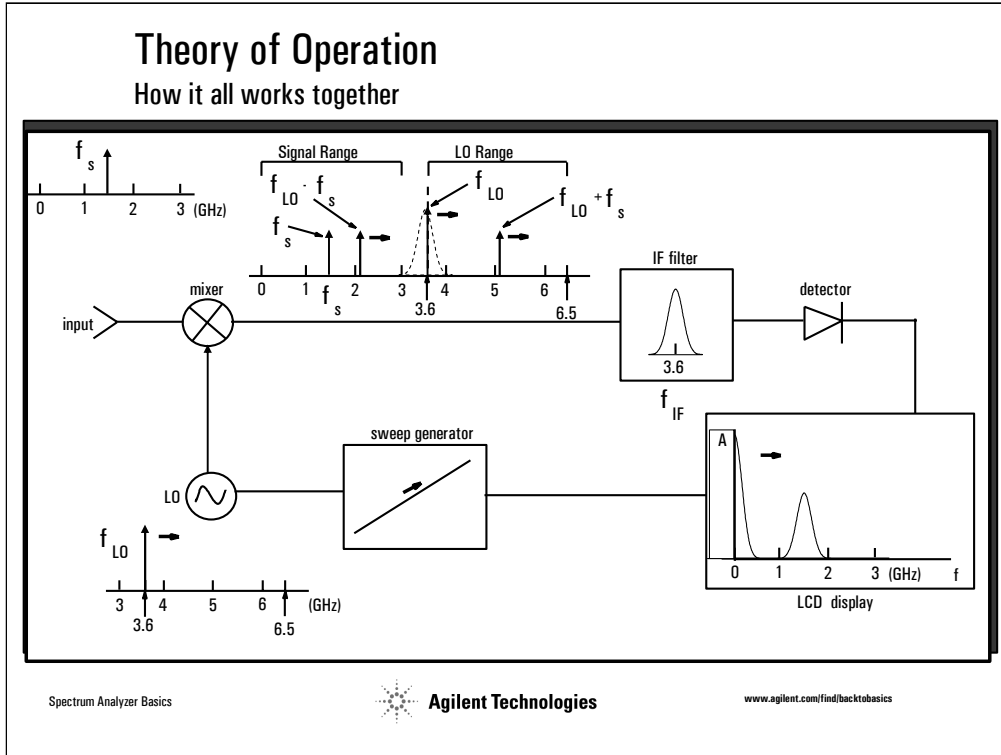 Theory of Operation
How it all works together
f s
0 1 2 3 (GHz)
Signal Range
LO Range
f LO - f s
f s
f LO
f LO + f s
0 1 2 3 4 5 6
f s
3.6
6.5
input
mixer
IF filter
3.6
f IF
detector
LO
sweep generator
f LO
3 4 5 6 (GHz)
3.6
6.5
A
0 1 2 3 (GHz) f
LCD display
Spectrum Analyzer Basics
Agilent Technologies
www.agilent.com/find/backtobasics